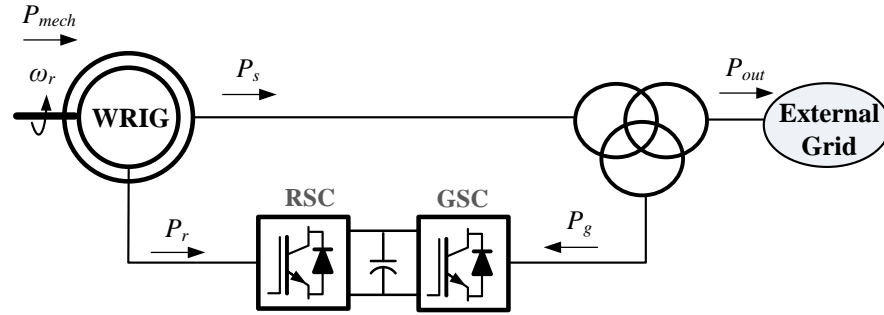 P_mech
ω_r
WRIG
P_s
P_out
External
Grid
RSC
GSC
P_r
P_g